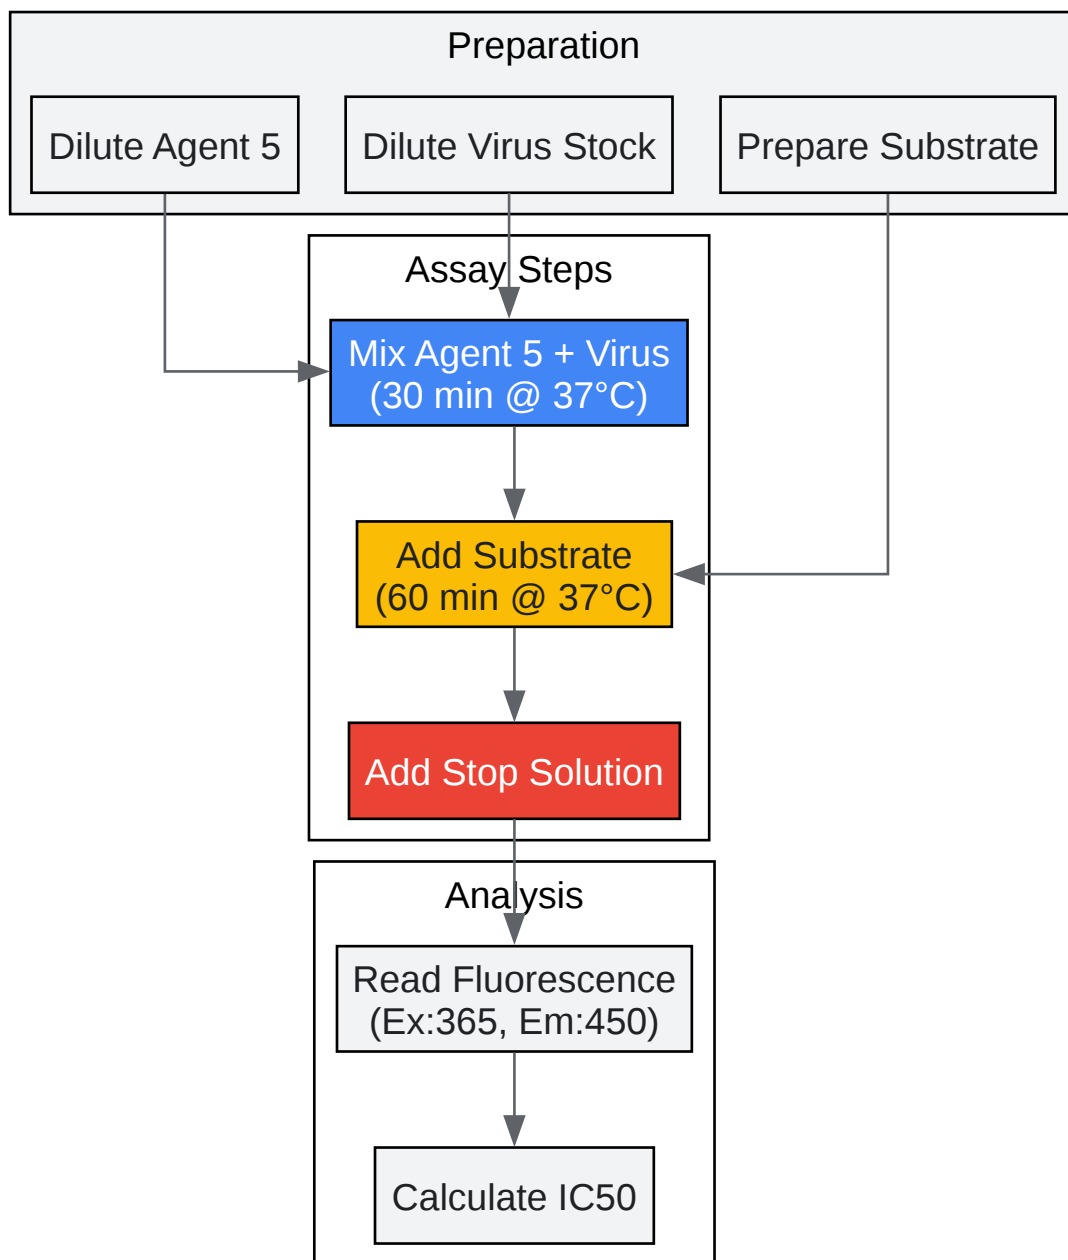 Preparation
Dilute Agent 5
Dilute Virus Stock
Prepare Substrate
Assay Steps
Mix Agent 5 + Virus
(30 min @ 37°C)
Add Substrate
(60 min @ 37°C)
Add Stop Solution
Analysis
Read Fluorescence
(Ex:365, Em:450)
Calculate IC50